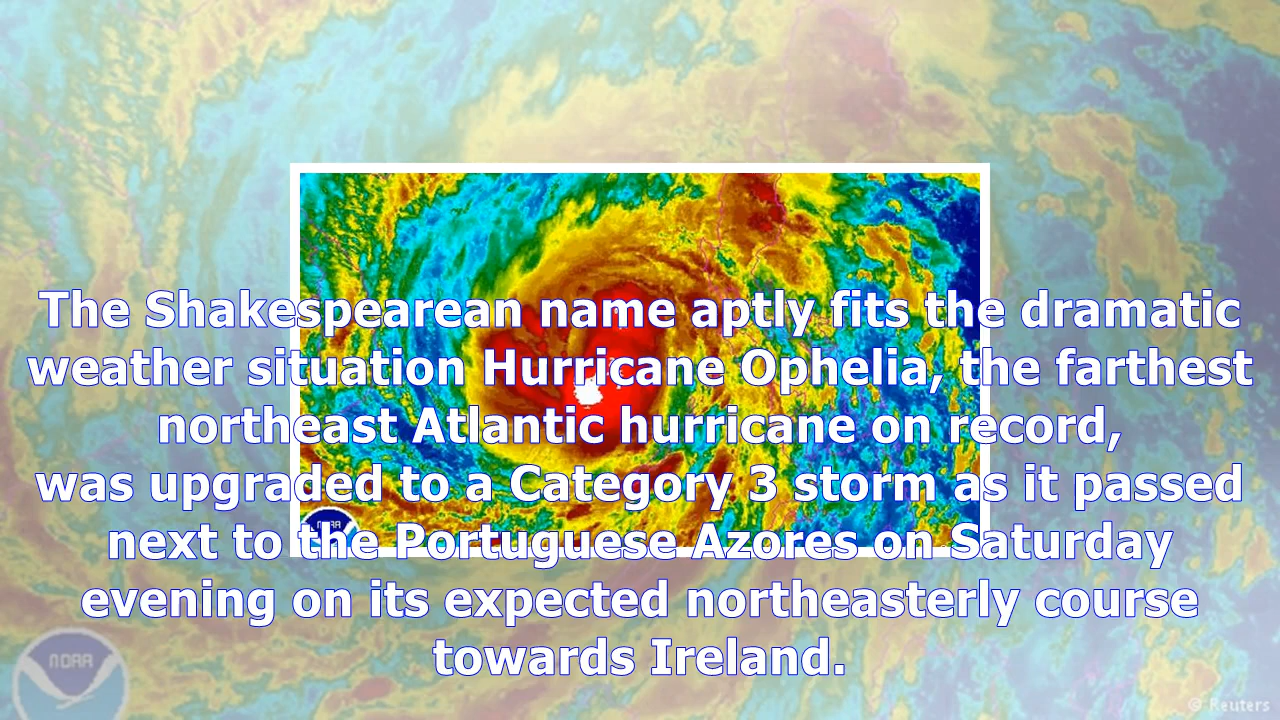 The Shakespearean name aptly fits the dramatic
weather situation Hurricane Ophelia, the farthest
northeast Atlantic hurricane on record,
was upgraded to a Category 3 storm as it passed
next to the Portuguese Azores on Saturday
evening on its expected northeasterly course
towards Ireland.
NOAA
NOAA
© Reuters